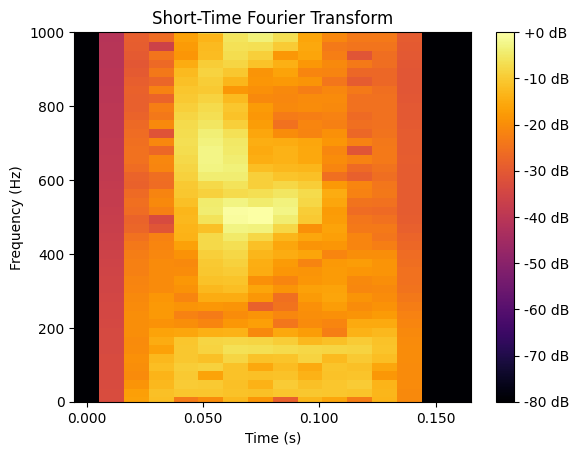 Short-Time Fourier Transform
1000
800
600
400
200
0
Frequency (Hz)
0.000
0.050
0.100
0.150
Time (s)
+0 dB
-10 dB
-20 dB
-30 dB
-40 dB
-50 dB
-60 dB
-70 dB
-80 dB